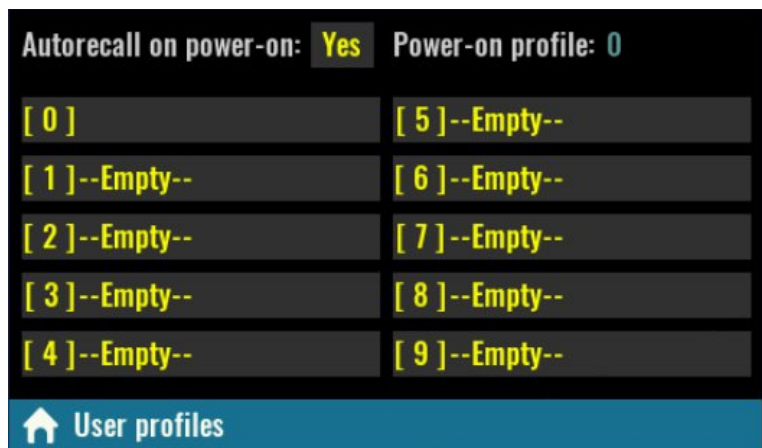 Autorecall on power-on: Yes Power-on profile: 0
[ 0 ]
[ 1 ]--Empty--
[ 2 ]--Empty--
[ 3 ]--Empty--
[ 4 ]--Empty--
[ 5 ]--Empty--
[ 6 ]--Empty--
[ 7 ]--Empty--
[ 8 ]--Empty--
[ 9 ]--Empty--
User profiles